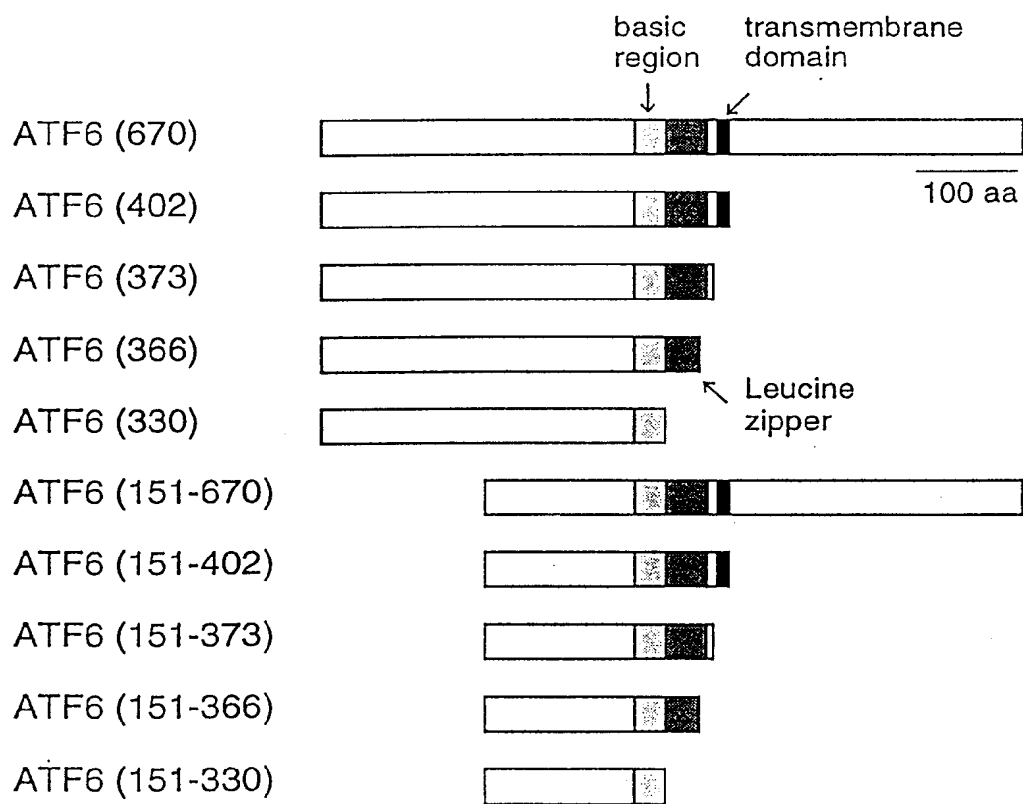 basic
region
transmembrane
domain
ATF6 (670)
100 aa
ATF6 (402)
ATF6 (373)
ATF6 (366)
Leucine
zipper
ATF6 (330)
ATF6 (151-670)
ATF6 (151-402)
ATF6 (151-373)
ATF6 (151-366)
ATF6 (151-330)